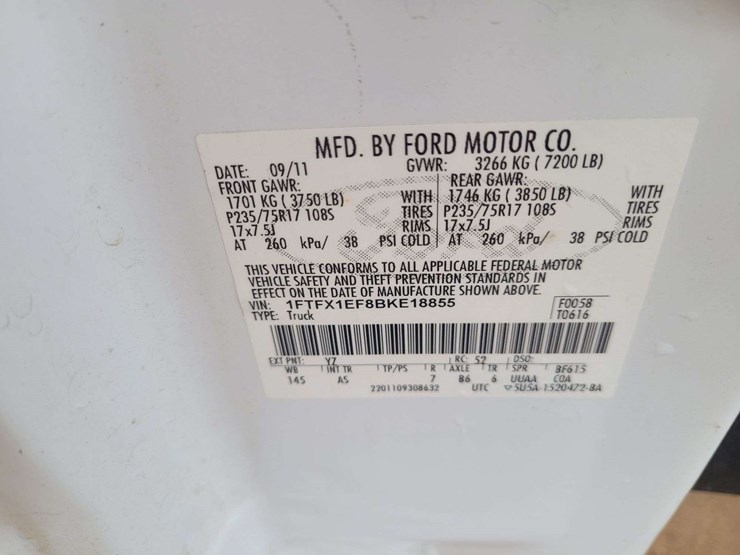 MFD. BY FORD MOTOR CO.
DATE: 09/11 GVWR: 3266 KG ( 7200 LB)
FRONT GAWR: REAR GAWR:
1701 KG ( 3750 LB) WITH 1746 KG ( 3850 LB) WITH
P235/75R17 108S TIRES P235/75R17 108S TIRES
17x7.5J RIMS 17x7.5J RIMS
AT 260 kPa/ 38 PSI COLD AT 260 kPa/ 38 PSI COLD
THIS VEHICLE CONFORMS TO ALL APPLICABLE FEDERAL MOTOR
VEHICLE SAFETY AND THEFT PREVENTION STANDARDS IN
EFFECT ON THE DATE OF MANUFACTURE SHOWN ABOVE.
VIN: 1FTFX1EF8BKE18855 F0058
TYPE: Truck T0616
EXT PNT: YZ RC: 52 DSO:
WB INT TR TP/PS R AXLE TR SPR BF615
145 AS 7 B6 6 UUAA COA
2201109308632 UTC ▽5U5A-1520472-BA